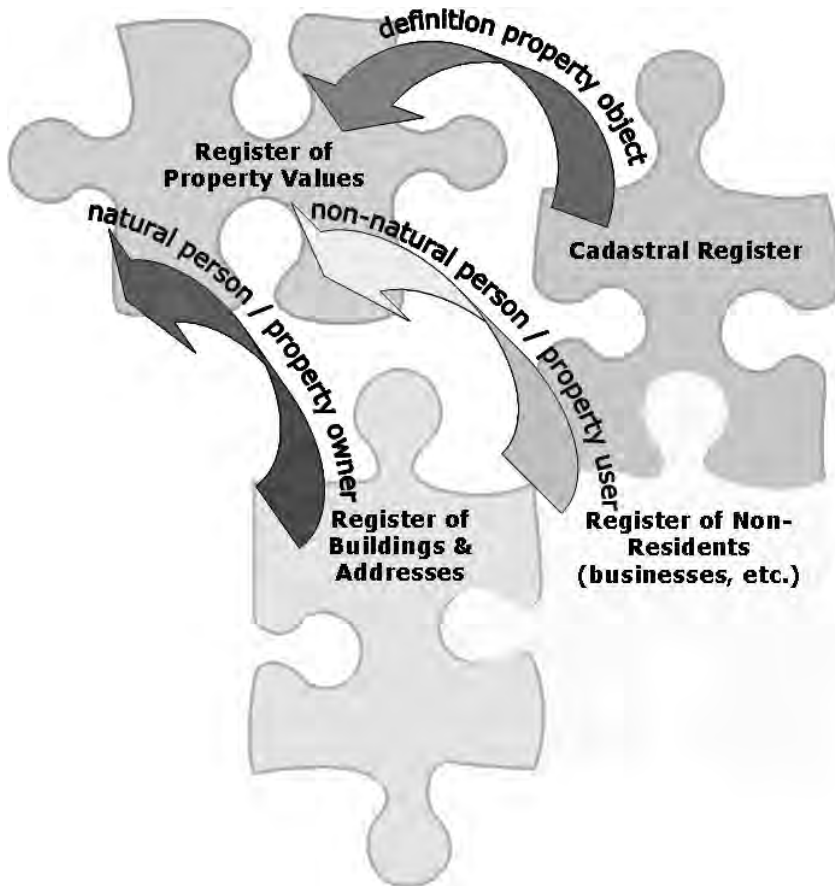 definition property object
Register of
Property Values
natural person / property owner
non-natural person / property user
Cadastral Register
Register of
Buildings &
Addresses
Register of Non-
Residents
(businesses, etc.)